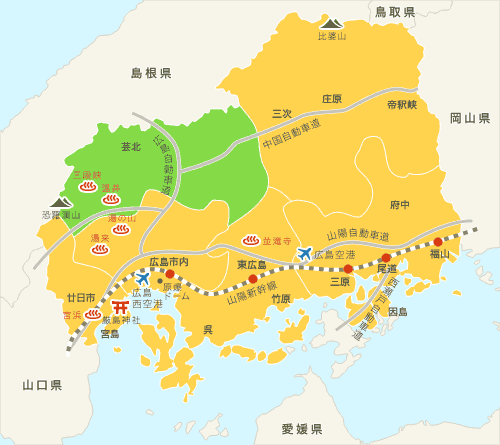 鳥取県
比婆山
島根県
庄原
帝釈峡
三次
岡山県
中国自動車道
広島自動車道
芸北
三段峡
温井
恐羅漢山
湯の山
湯来
府中
山陽自動車道
並滝寺
広島空港
福山
広島市内
東広島
尾道
三原
原爆
ドーム
広島
西空港
山陽新幹線
竹原
西瀬戸自動車道
因島
廿日市
宮浜
厳島神社
宮島
呉
山口県
愛媛県